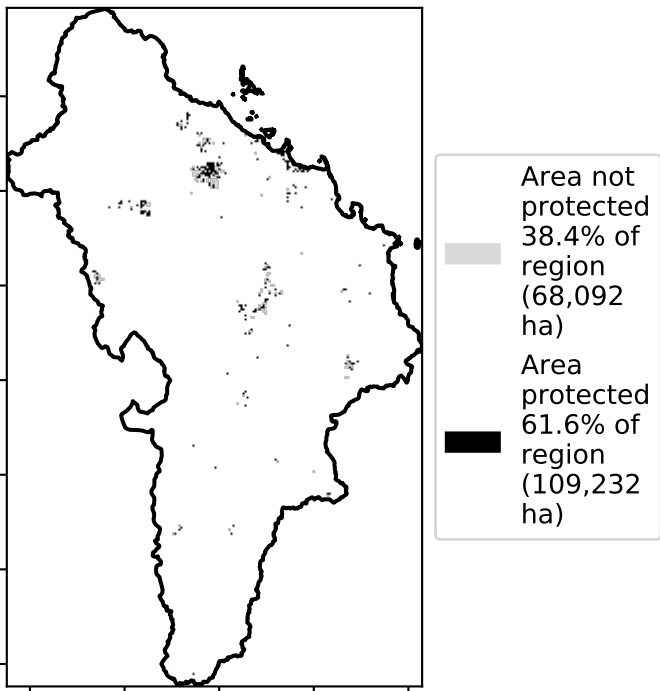 Area not
protected
38.4% of
region
(68,092
ha)
Area
protected
61.6% of
region
(109,232
ha)